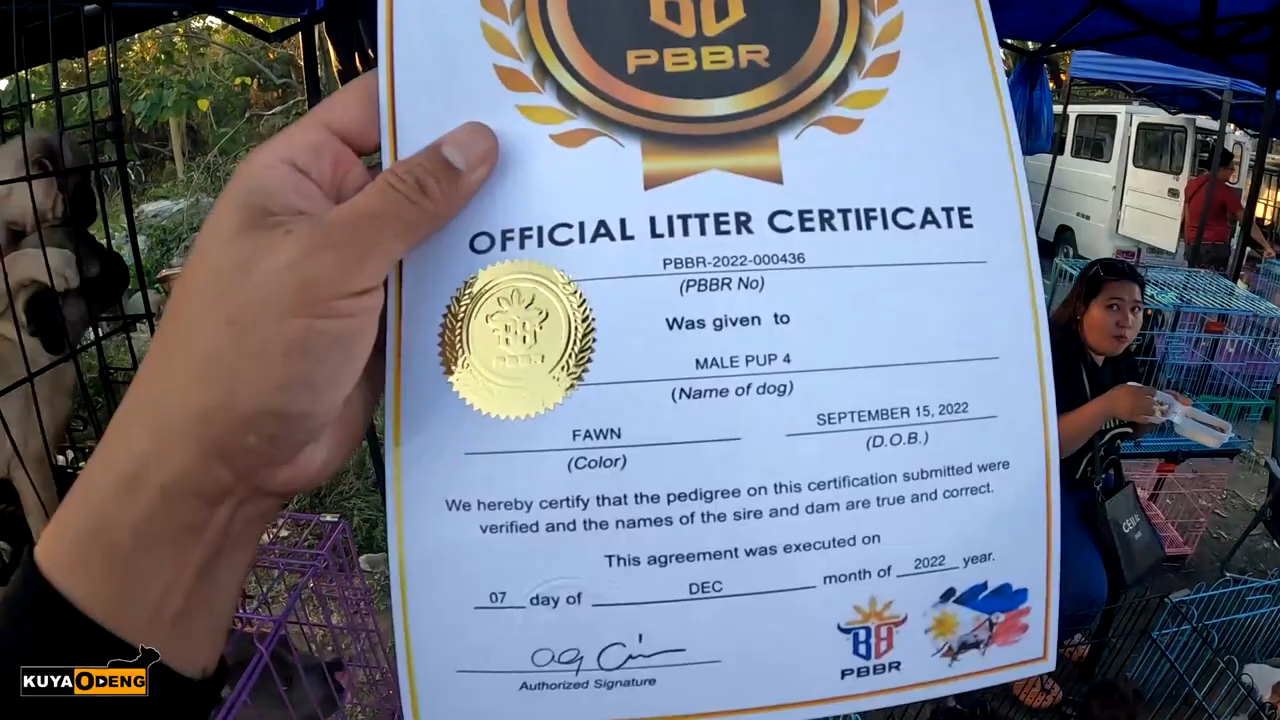 PBBR
OFFICIAL LITTER CERTIFICATE
PBBR-2022-000436
(PBBR No)
Was given to
MALE PUP 4
(Name of dog)
FAWN
SEPTEMBER 15, 2022
(Color)
(D.O.B.)
We hereby certify that the pedigree on this certification submitted were
verified and the names of the sire and dam are true and correct.
This agreement was executed on
07 day of DEC month of 2022 year.
Authorized Signature
PBBR
PBBR
KUYAODENG